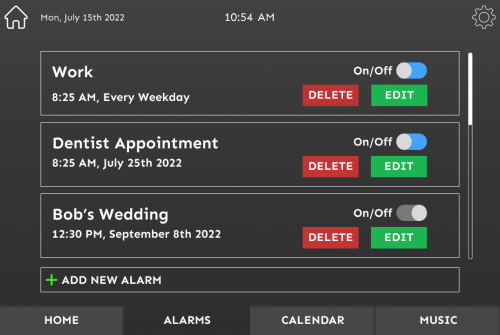 Mon, July 15th 2022
10:54 AM
Work
On/Off
8:25 AM, Every Weekday
DELETE
EDIT
Dentist Appointment
On/Off
8:25 AM, July 25th 2022
DELETE
EDIT
Bob's Wedding
On/Off
12:30 PM, September 8th 2022
DELETE
EDIT
+ ADD NEW ALARM
HOME
ALARMS
CALENDAR
MUSIC